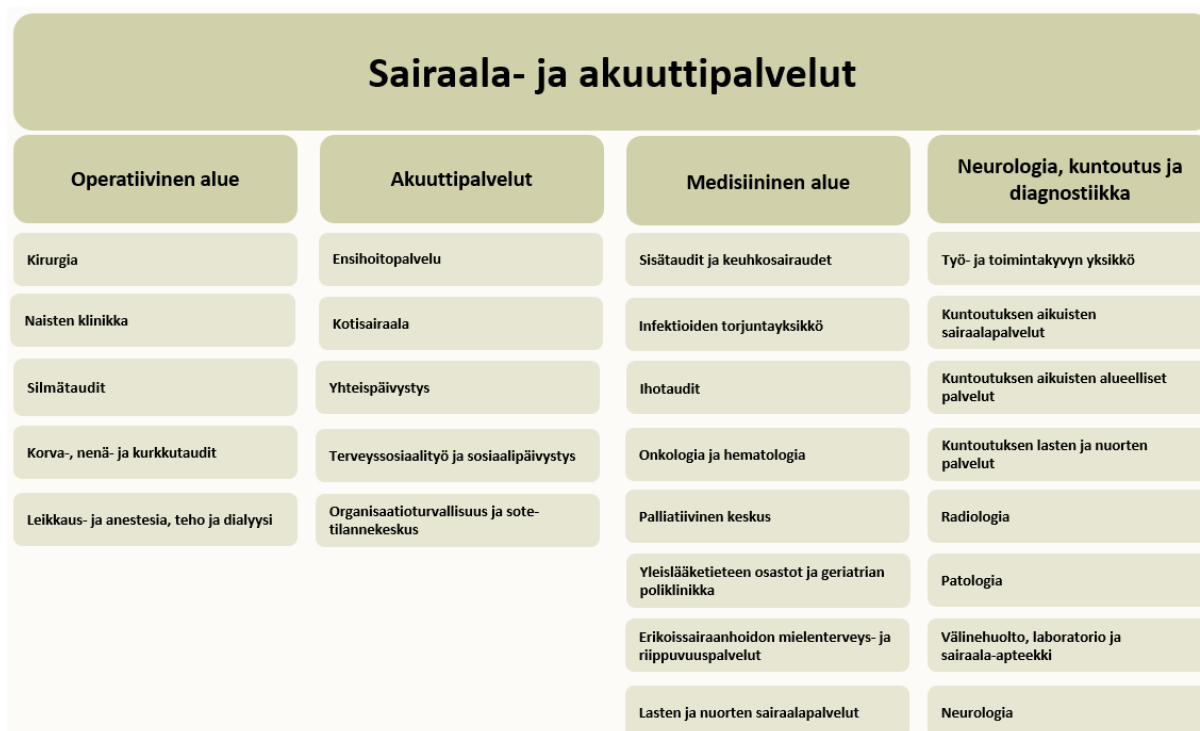 Sairaala- ja akuuttipalvelut
Operatiivinen alue
Kirurgia
Naisten klinikka
Silmätaudit
Korva-, nenä- ja kurkkutaudit
Leikkaus- ja anestesia, teho ja dialyysi
Akuuttipalvelut
Ensihoitopalvelu
Kotisairaala
Yhteispäivystys
Terveyssosiaalityö ja sosiaalipäivystys
Organisaatioturvallisuus ja sote-
tilannekeskus
Medisiininen alue
Sisätaudit ja keuhkosairaudet
Infektioiden torjuntayksikkö
Ihotaudit
Onkologia ja hematologia
Palliatiivinen keskus
Yleislääketieteen osastot ja geriatrian
poliklinikka
Erikoissairaanhoidon mielenterveys- ja
riippuvuuspalvelut
Lasten ja nuorten sairaalapalvelut
Neurologia, kuntoutus ja
diagnostiikka
Työ- ja toimintakyvyn yksikkö
Kuntoutuksen aikuisten
sairaalapalvelut
Kuntoutuksen aikuisten alueelliset
palvelut
Kuntoutuksen lasten ja nuorten
palvelut
Radiologia
Patologia
Välinehuolto, laboratorio ja
sairaala-apteekki
Neurologia